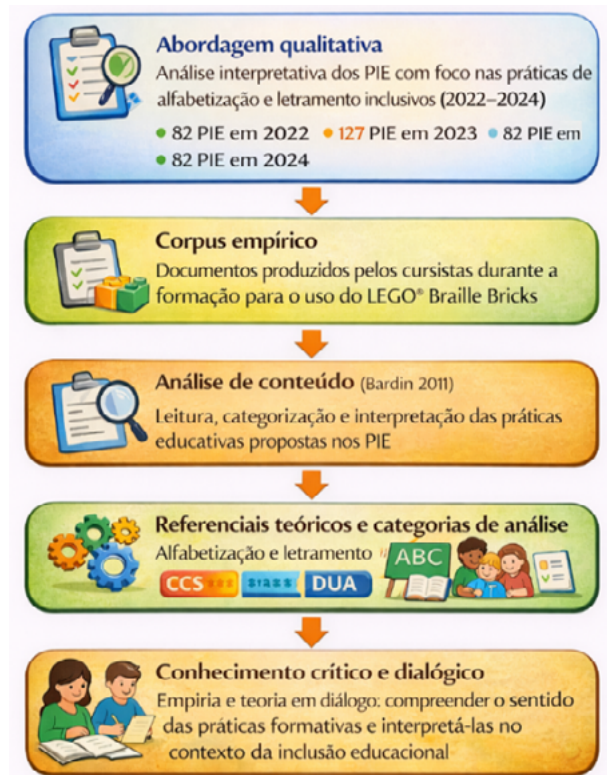 Abordagem qualitativa
Análise interpretativa dos PIE com foco nas práticas de
alfabetização e letramento inclusivos (2022–2024)
• 82 PIE em 2022 • 127 PIE em 2023 • 82 PIE em
• 82 PIE em 2024
Corpus empírico
Documentos produzidos pelos cursistas durante a
formação para o uso do LEGO® Braille Bricks
Análise de conteúdo (Bardin 2011)
Leitura, categorização e interpretação das práticas
educativas propostas nos PIE
Referenciais teóricos e categorias de análise
Alfabetização e letramento
ABC
CCS
DUA
Conhecimento crítico e dialógico
Empiria e teoria em diálogo: compreender o sentido
das práticas formativas e interpretá-las no
contexto da inclusão educacional